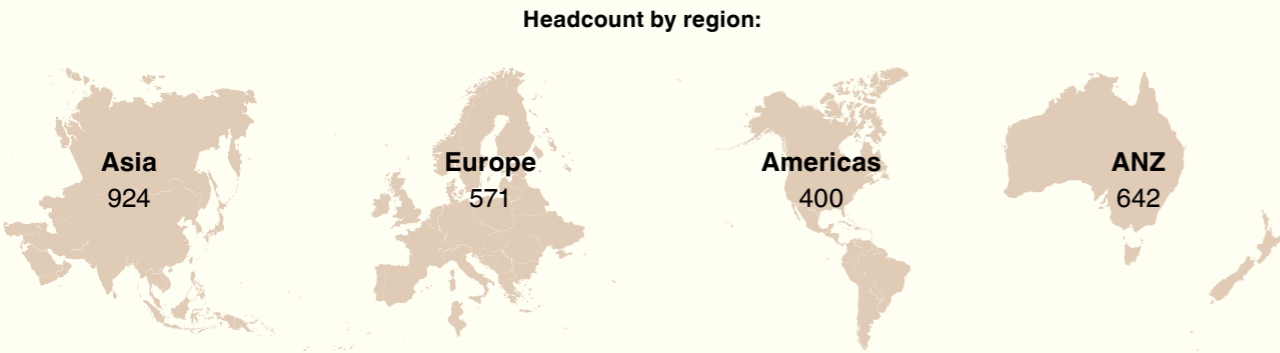 Headcount by region:
Asia
924
Europe
571
Americas
400
ANZ
642